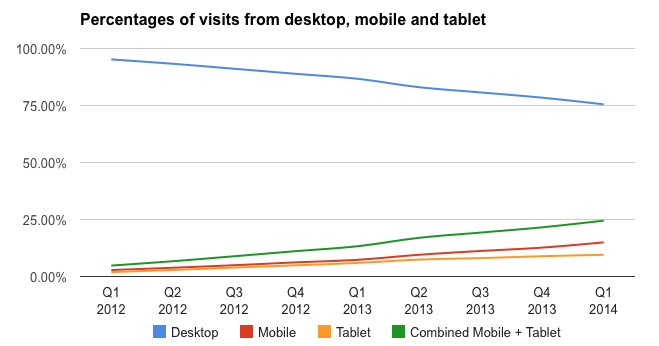 Percentages of visits from desktop, mobile and tablet
100.00%
75.00%
50.00%
25.00%
0.00%
Q1 Q2 Q3 Q4 Q1 Q2 Q3 Q4 Q1
2012 2012 2012 2012 2013 2013 2013 2013 2014
Desktop Mobile Tablet Combined Mobile + Tablet